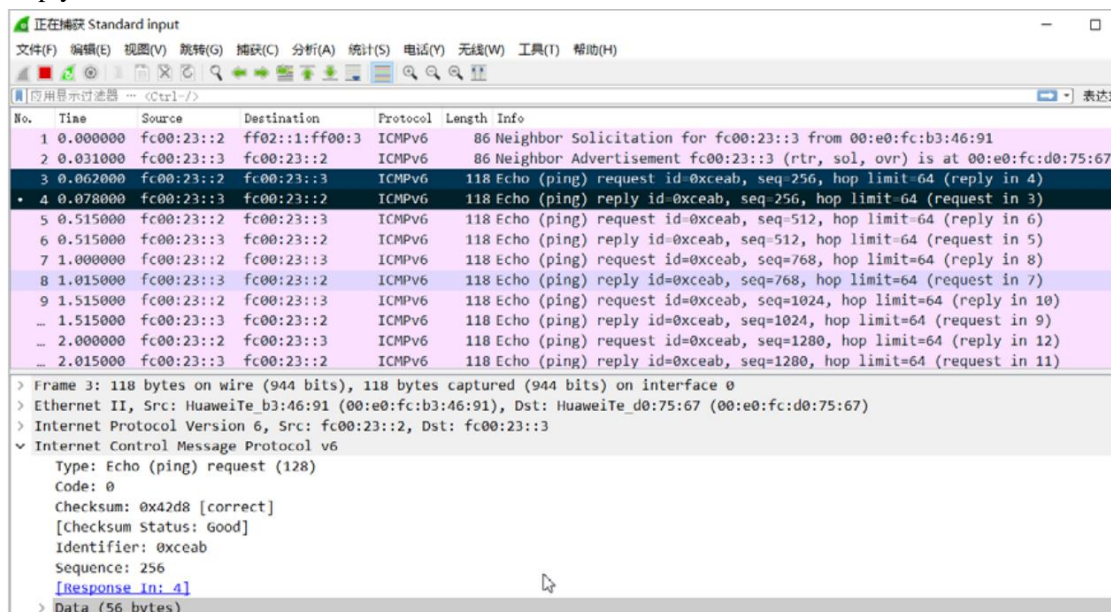 正在捕获 Standard input
文件(F) 编辑(E) 视图(V) 跳转(G) 捕获(C) 分析(A) 统计(S) 电话(Y) 无线(W) 工具(T) 帮助(H)
应用显示过滤器 … <Ctrl-/> 表达式
No. Time Source Destination Protocol Length Info
1 0.000000 fc00:23::2 ff02::1:ff00:3 ICMPv6 86 Neighbor Solicitation for fc00:23::3 from 00:e0:fc:b3:46:91
2 0.031000 fc00:23::3 fc00:23::2 ICMPv6 86 Neighbor Advertisement fc00:23::3 (rtr, sol, ovr) is at 00:e0:fc:d0:75:67
3 0.062000 fc00:23::2 fc00:23::3 ICMPv6 118 Echo (ping) request id=0xceab, seq=256, hop limit=64 (reply in 4)
4 0.078000 fc00:23::3 fc00:23::2 ICMPv6 118 Echo (ping) reply id=0xceab, seq=256, hop limit=64 (request in 3)
5 0.515000 fc00:23::2 fc00:23::3 ICMPv6 118 Echo (ping) request id=0xceab, seq=512, hop limit=64 (reply in 6)
6 0.515000 fc00:23::3 fc00:23::2 ICMPv6 118 Echo (ping) reply id=0xceab, seq=512, hop limit=64 (request in 5)
7 1.000000 fc00:23::2 fc00:23::3 ICMPv6 118 Echo (ping) request id=0xceab, seq=768, hop limit=64 (reply in 8)
8 1.015000 fc00:23::3 fc00:23::2 ICMPv6 118 Echo (ping) reply id=0xceab, seq=768, hop limit=64 (request in 7)
9 1.515000 fc00:23::2 fc00:23::3 ICMPv6 118 Echo (ping) request id=0xceab, seq=1024, hop limit=64 (reply in 10)
… 1.515000 fc00:23::3 fc00:23::2 ICMPv6 118 Echo (ping) reply id=0xceab, seq=1024, hop limit=64 (request in 9)
… 2.000000 fc00:23::2 fc00:23::3 ICMPv6 118 Echo (ping) request id=0xceab, seq=1280, hop limit=64 (reply in 12)
… 2.015000 fc00:23::3 fc00:23::2 ICMPv6 118 Echo (ping) reply id=0xceab, seq=1280, hop limit=64 (request in 11)
> Frame 3: 118 bytes on wire (944 bits), 118 bytes captured (944 bits) on interface 0
> Ethernet II, Src: HuaweiTe_b3:46:91 (00:e0:fc:b3:46:91), Dst: HuaweiTe_d0:75:67 (00:e0:fc:d0:75:67)
> Internet Protocol Version 6, Src: fc00:23::2, Dst: fc00:23::3
Internet Control Message Protocol v6
Type: Echo (ping) request (128)
Code: 0
Checksum: 0x42d8 [correct]
[Checksum Status: Good]
Identifier: 0xceab
Sequence: 256
[Response In: 4]
> Data (56 bytes)